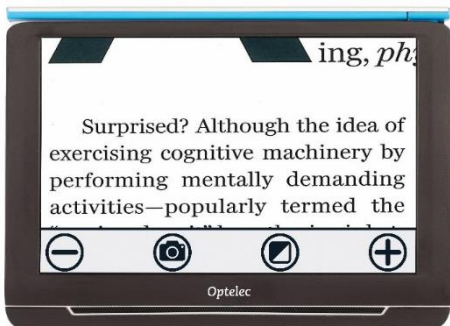 ing, ph
Surprised? Although the idea of
exercising cognitive machinery by
performing mentally demanding
activities—popularly termed the
Optelec